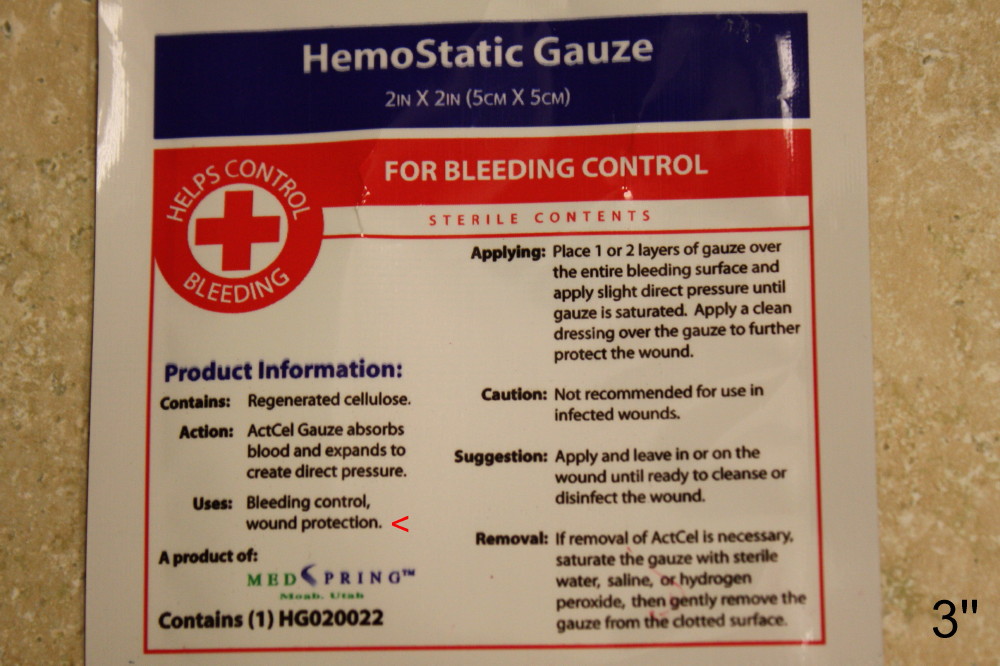 HemoStatic Gauze
2IN X 2IN (5CM X 5CM)
FOR BLEEDING CONTROL
STERILE CONTENTS
HELPS CONTROL
BLEEDING
Product Information:
Contains: Regenerated cellulose.
Action: ActCel Gauze absorbs
blood and expands to
create direct pressure.
Uses: Bleeding control,
wound protection. <
A product of:
MEDSPRING™
Moab, Utah
Contains (1) HG020022
Applying: Place 1 or 2 layers of gauze over
the entire bleeding surface and
apply slight direct pressure until
gauze is saturated. Apply a clean
dressing over the gauze to further
protect the wound.
Caution: Not recommended for use in
infected wounds.
Suggestion: Apply and leave in or on the
wound until ready to cleanse or
disinfect the wound.
Removal: If removal of ActCel is necessary,
saturate the gauze with sterile
water, saline, or hydrogen
peroxide, then gently remove the
gauze from the clotted surface.
3"